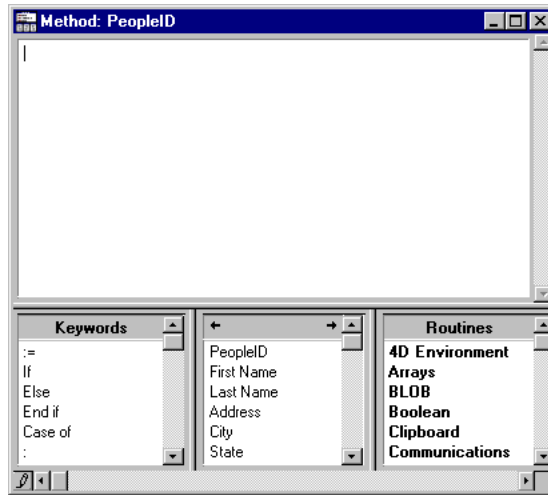 Method: PeopleID
Keywords
:=
If
Else
End if
Case of
:
← →
PeopleID
First Name
Last Name
Address
City
State
Routines
4D Environment
Arrays
BLOB
Boolean
Clipboard
Communications